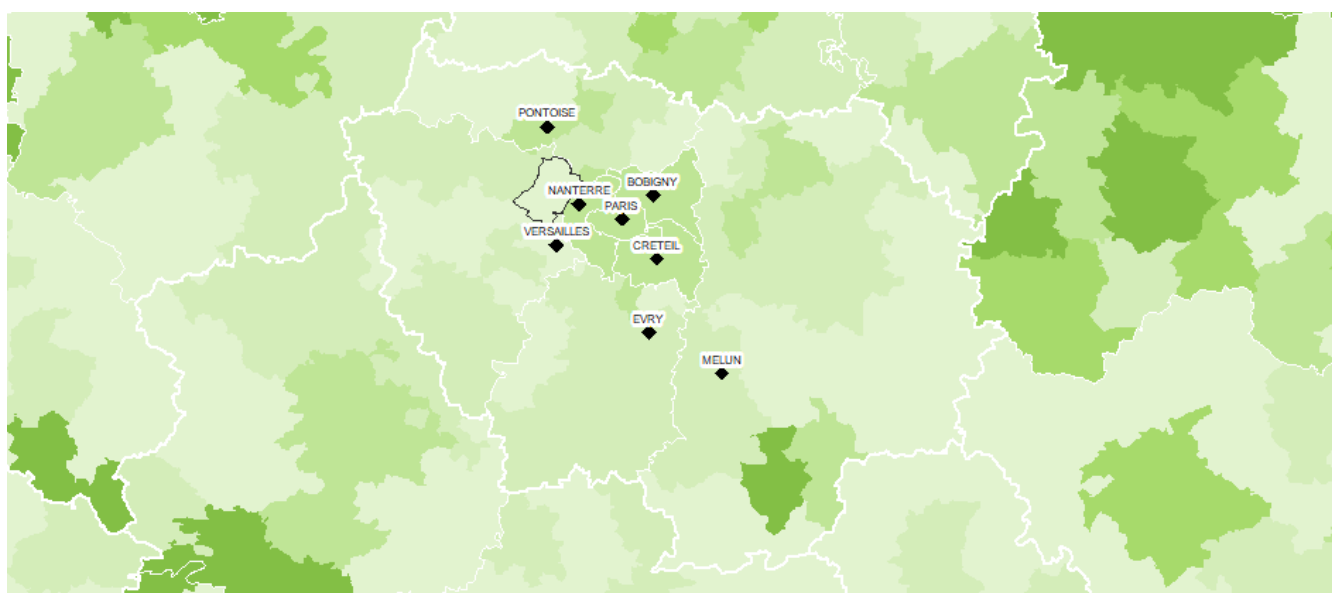 PONTOISE
BOBIGNY
NANTERRE
PARIS
VERSAILLES
CRETEIL
EVRY
MELUN